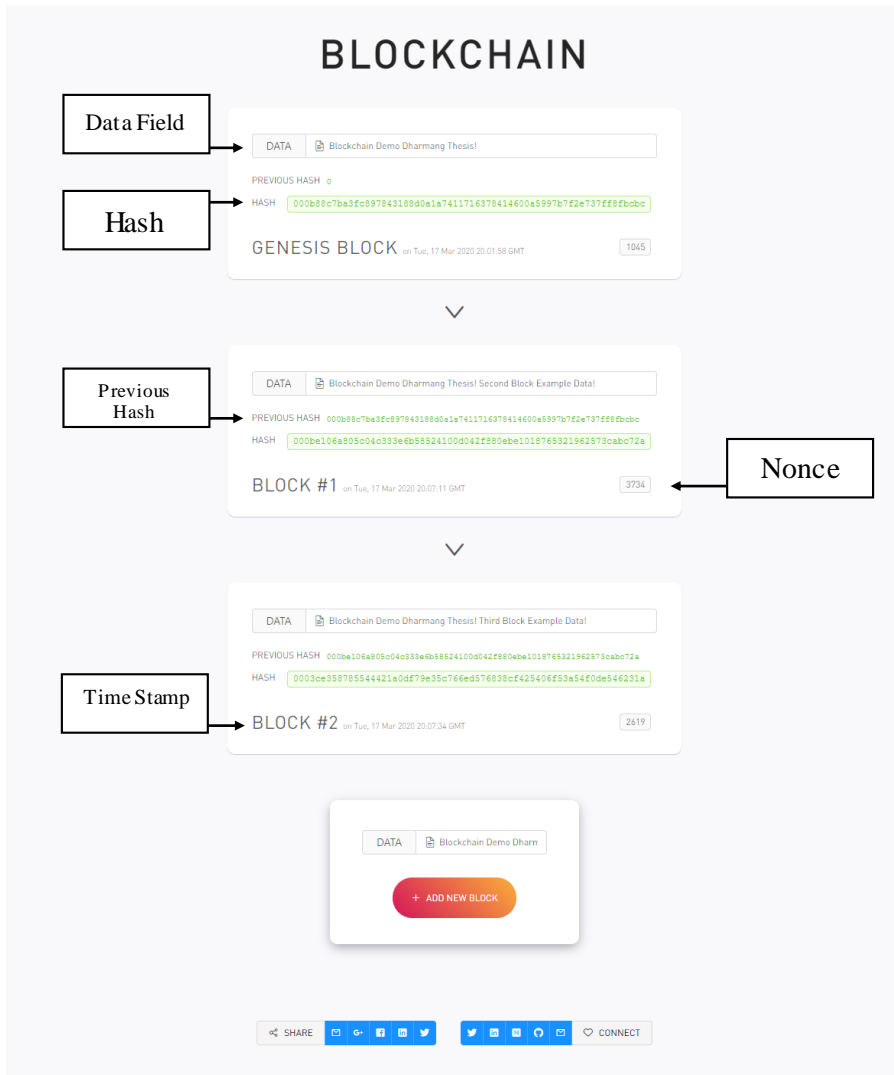 BLOCKCHAIN
Data Field
DATA Blockchain Demo Dharmang Thesis!
PREVIOUS HASH 0
Hash
HASH 000b88c7ba3fc897843188d0a1a7411716378414600a5997b7f2e737ff8fbcbc
GENESIS BLOCK on Tue, 17 Mar 2020 20:01:58 GMT 1045
DATA Blockchain Demo Dharmang Thesis! Second Block Example Data!
Previous
Hash
PREVIOUS HASH 000b88c7ba3fc897843188d0a1a7411716378414600a5997b7f2e737ff8fbcbc
HASH 000be106a805c04c333e6b58524100d042f880ebe1018765321962573cabc72a
Nonce
BLOCK #1 on Tue, 17 Mar 2020 20:07:11 GMT 3734
DATA Blockchain Demo Dharmang Thesis! Third Block Example Data!
PREVIOUS HASH 000be106a805c04c333e6b58524100d042f880ebe1018765321962573cabc72a
HASH 0003ce358785544421a0df79e35c766ed576838cf425406f53a54f0de546231a
Time Stamp
BLOCK #2 on Tue, 17 Mar 2020 20:07:34 GMT 2619
DATA Blockchain Demo Dharm
+ ADD NEW BLOCK
SHARE G+ CONNECT